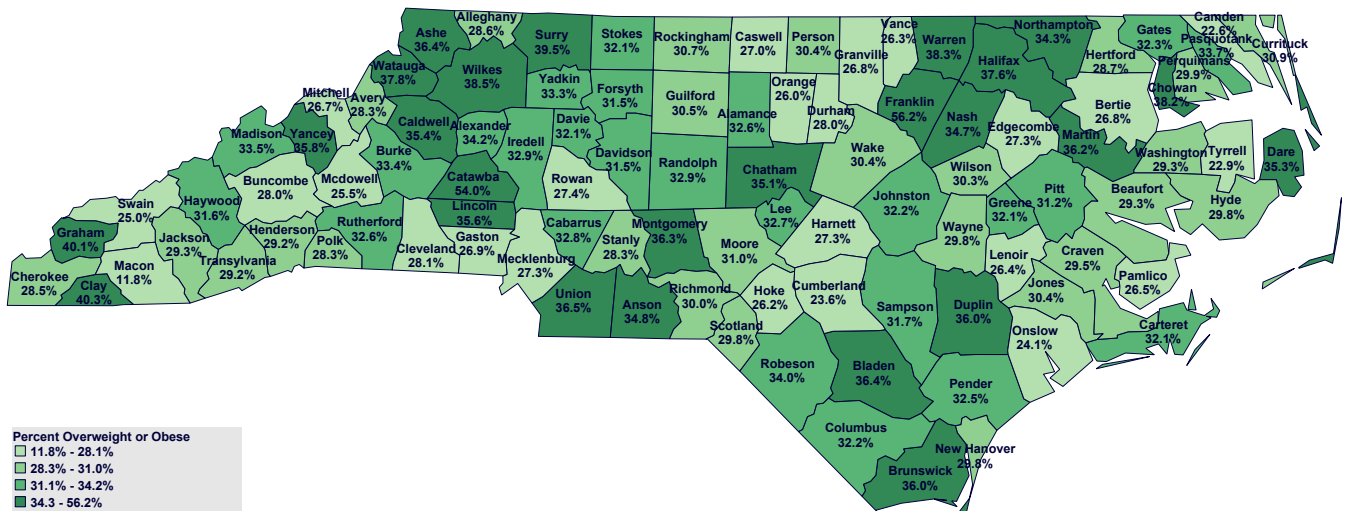 Alleghany
28.6%
Ashe
36.4%
Surry
39.5%
Stokes
32.1%
Rockingham
30.7%
Caswell
27.0%
Person
30.4%
Granville
26.8%
Vance
26.3%
Warren
38.3%
Northampton
34.3%
Halifax
37.6%
Hertford
28.7%
Gates
32.3%
Camden
22.6%
Pasquotank
33.7%
Currituck
30.9%
Perquimans
29.9%
Chowan
38.2%
Watauga
37.8%
Wilkes
38.5%
Yadkin
33.3%
Forsyth
31.5%
Guilford
30.5%
Alamance
32.6%
Orange
26.0%
Durham
28.0%
Franklin
56.2%
Nash
34.7%
Edgecombe
27.3%
Bertie
26.8%
Martin
36.2%
Washington
29.3%
Tyrrell
22.9%
Dare
35.3%
Mitchell
26.7%
Avery
28.3%
Caldwell
35.4%
Alexander
34.2%
Iredell
32.9%
Davie
32.1%
Davidson
31.5%
Randolph
32.9%
Chatham
35.1%
Wake
30.4%
Wilson
30.3%
Pitt
31.2%
Beaufort
29.3%
Hyde
29.8%
Madison
33.5%
Yancey
35.8%
Burke
33.4%
Catawba
54.0%
Rowan
27.4%
Buncombe
28.0%
Mcdowell
25.5%
Lincoln
35.6%
Lee
32.7%
Johnston
32.2%
Greene
32.1%
Swain
25.0%
Haywood
31.6%
Rutherford
32.6%
Cleveland
28.1%
Gaston
26.9%
Mecklenburg
27.3%
Cabarrus
32.8%
Stanly
28.3%
Montgomery
36.3%
Moore
31.0%
Harnett
27.3%
Wayne
29.8%
Lenoir
26.4%
Craven
29.5%
Pamlico
26.5%
Graham
40.1%
Jackson
29.3%
Henderson
29.2%
Polk
28.3%
Transylvania
29.2%
Macon
11.8%
Cherokee
28.5%
Clay
40.3%
Union
36.5%
Anson
34.8%
Richmond
30.0%
Hoke
26.2%
Cumberland
23.6%
Sampson
31.7%
Duplin
36.0%
Jones
30.4%
Onslow
24.1%
Carteret
32.1%
Scotland
29.8%
Robeson
34.0%
Bladen
36.4%
Pender
32.5%
Columbus
32.2%
New Hanover
29.8%
Brunswick
36.0%
Percent Overweight or Obese
11.8% - 28.1%
28.3% - 31.0%
31.1% - 34.2%
34.3 - 56.2%